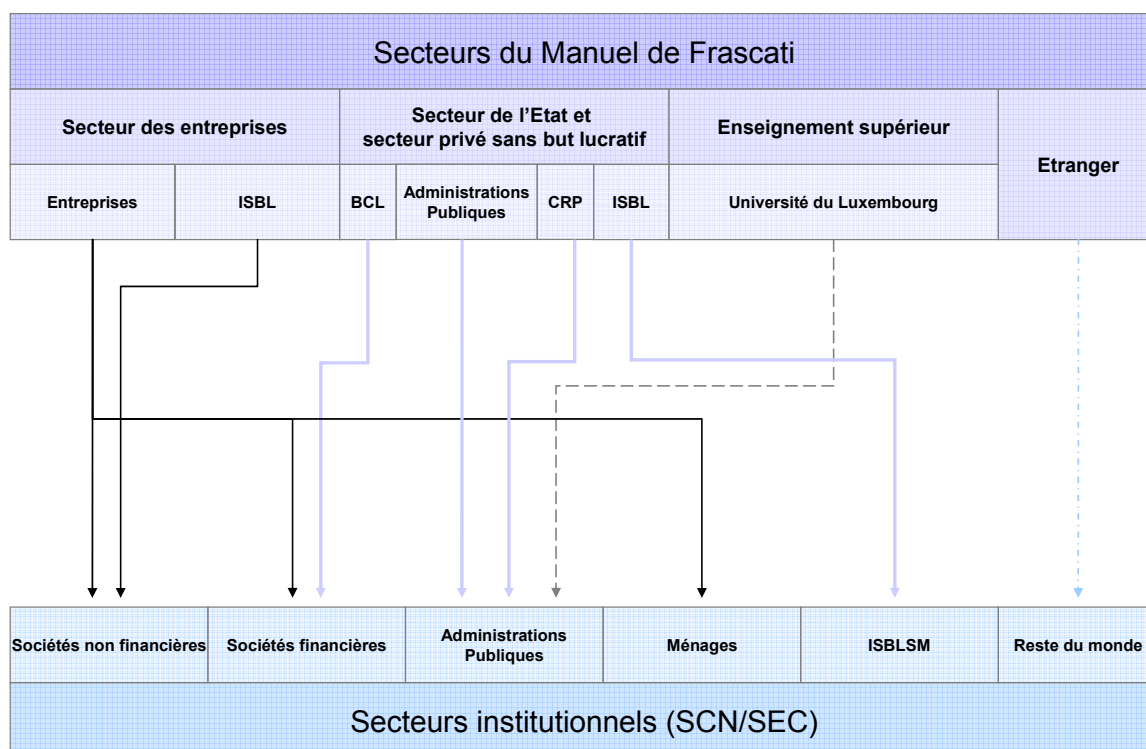 Secteurs du Manuel de Frascati
Secteur des entreprises
Secteur de l'Etat et
secteur privé sans but lucratif
Enseignement supérieur
Etranger
Entreprises
ISBL
BCL
Administrations
Publiques
CRP
ISBL
Université du Luxembourg
Sociétés non financières
Sociétés financières
Administrations
Publiques
Ménages
ISBLSM
Reste du monde
Secteurs institutionnels (SCN/SEC)